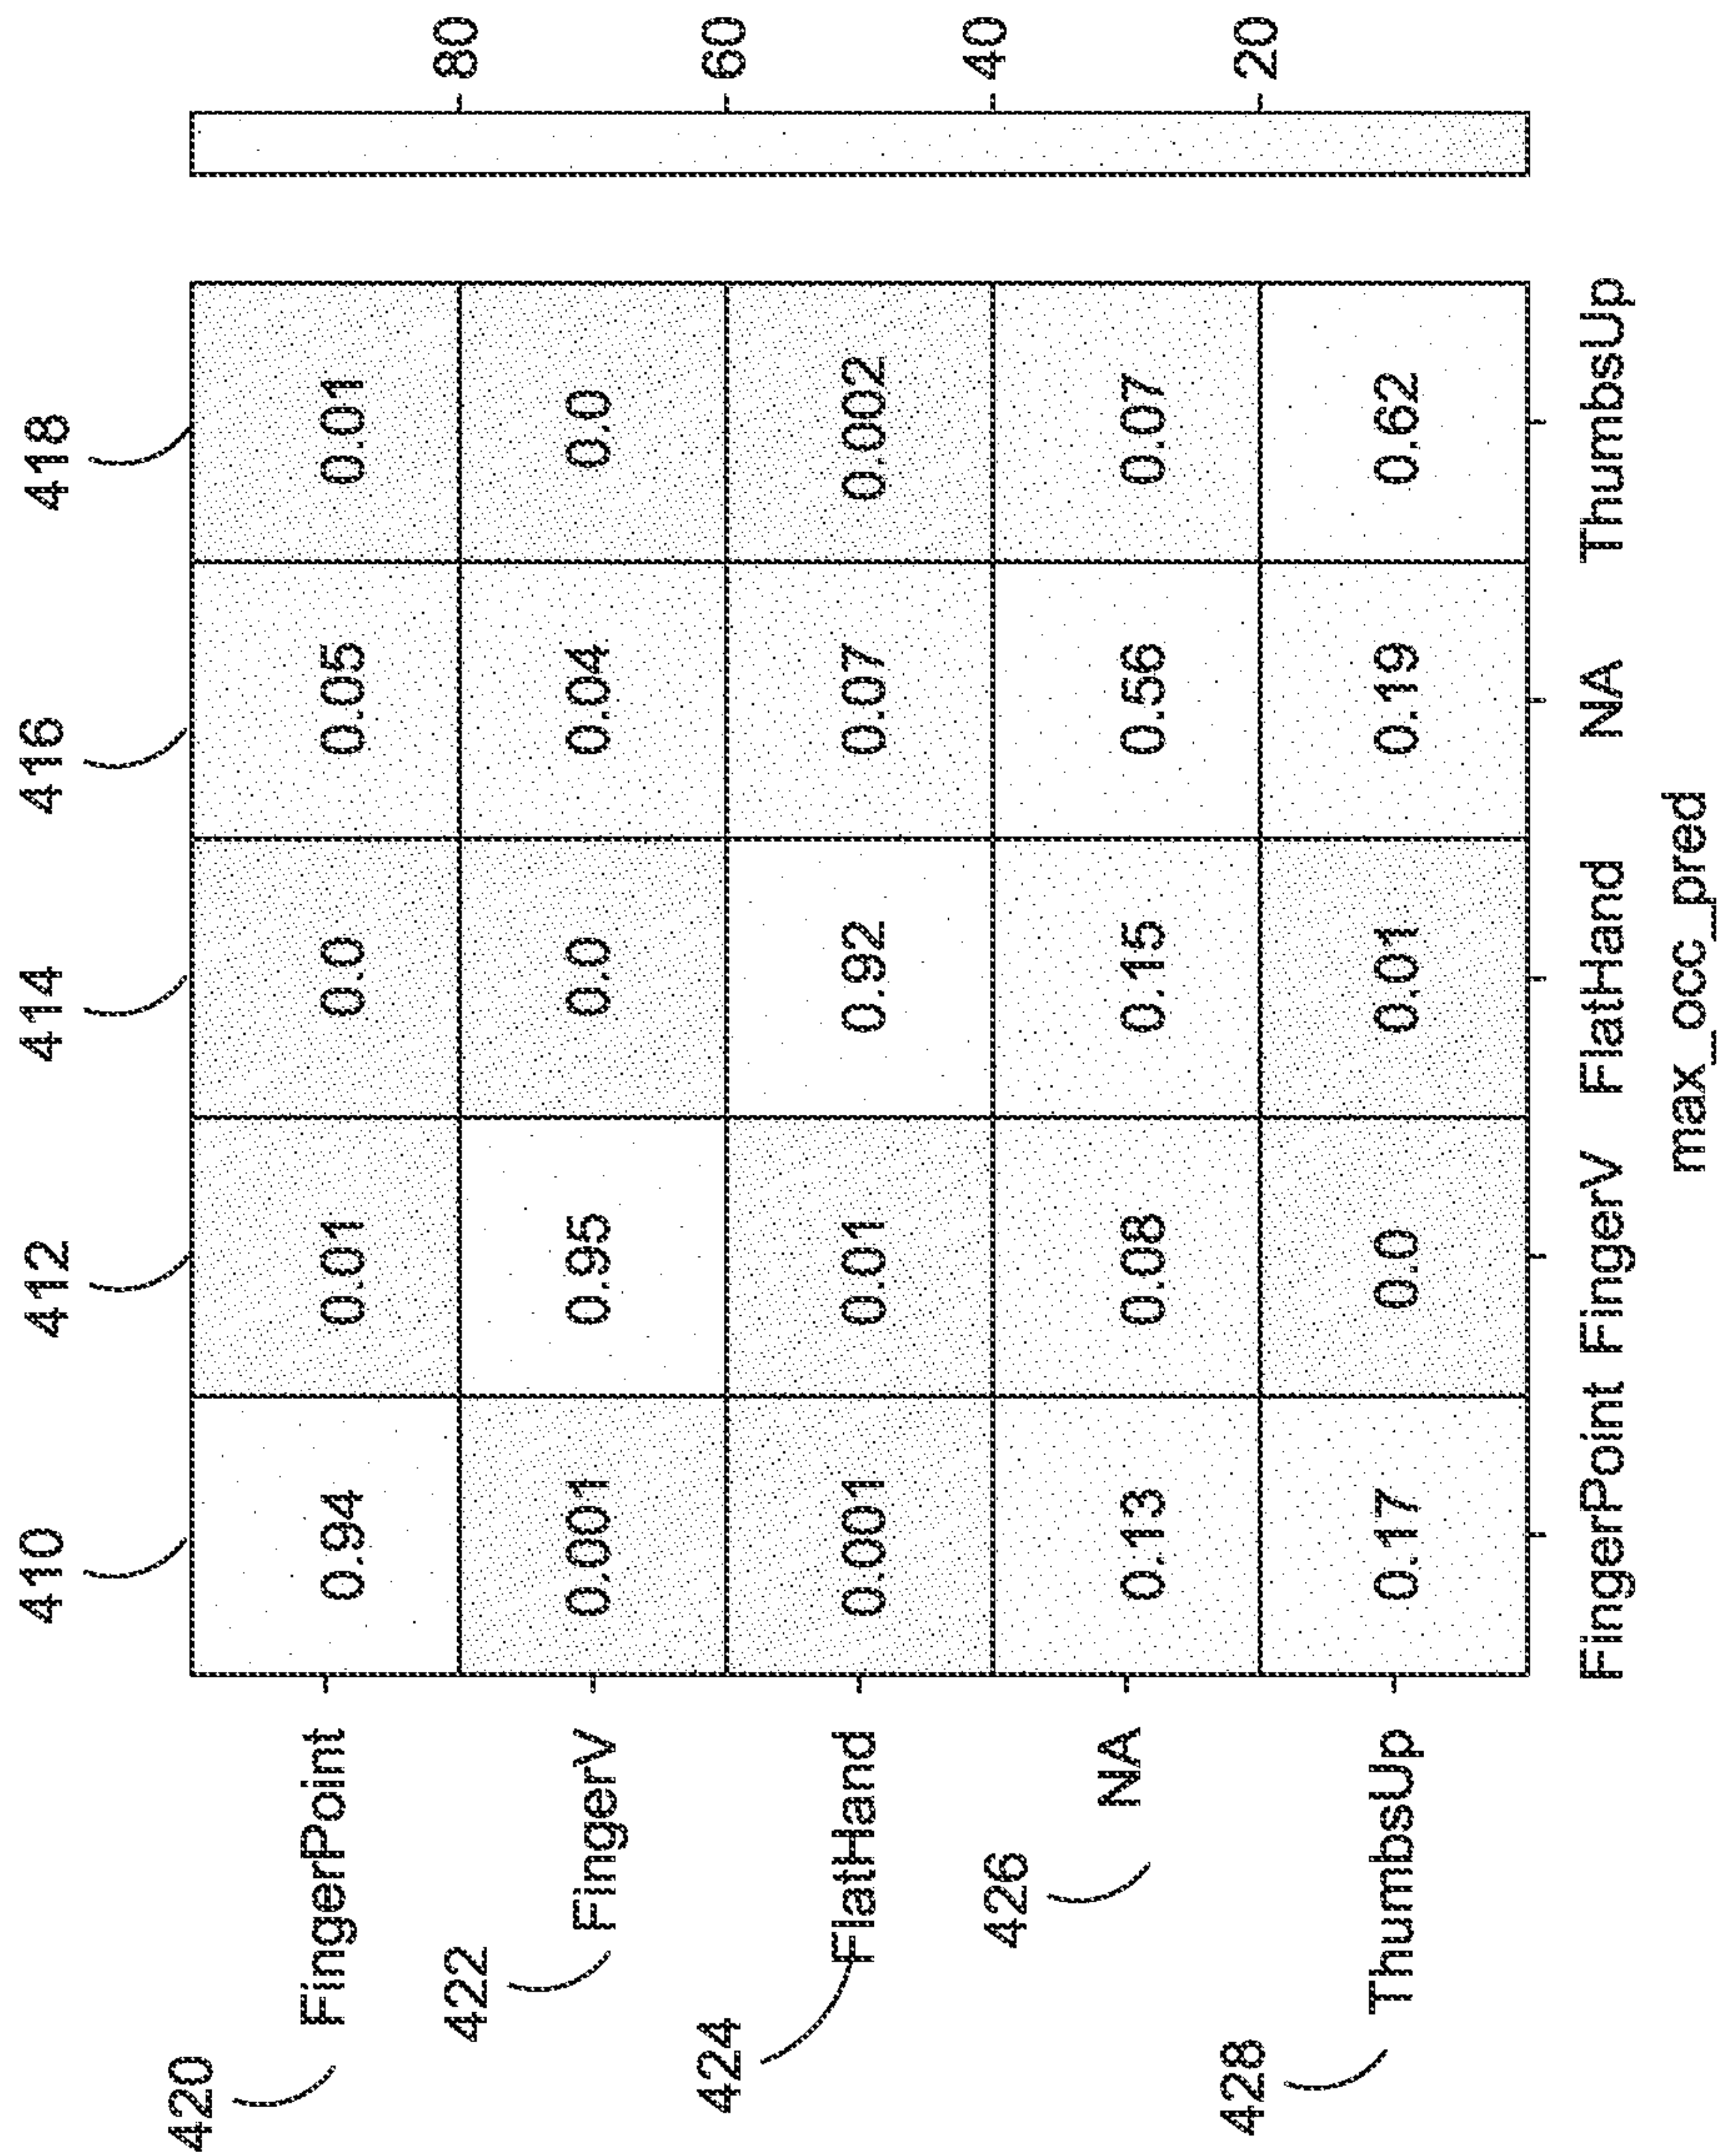 410 412 414 416 418
420 FingerPoint 0.94 0.01 0.0 0.05 0.01
422 FingerV 0.001 0.95 0.0 0.04 0.0
424 FlatHand 0.001 0.01 0.92 0.07 0.002
426 NA 0.13 0.08 0.15 0.56 0.07
428 ThumbsUp 0.17 0.0 0.01 0.19 0.62
FingerPoint FingerV FlatHand NA ThumbsUp
max_occ_pred
80
60
40
20